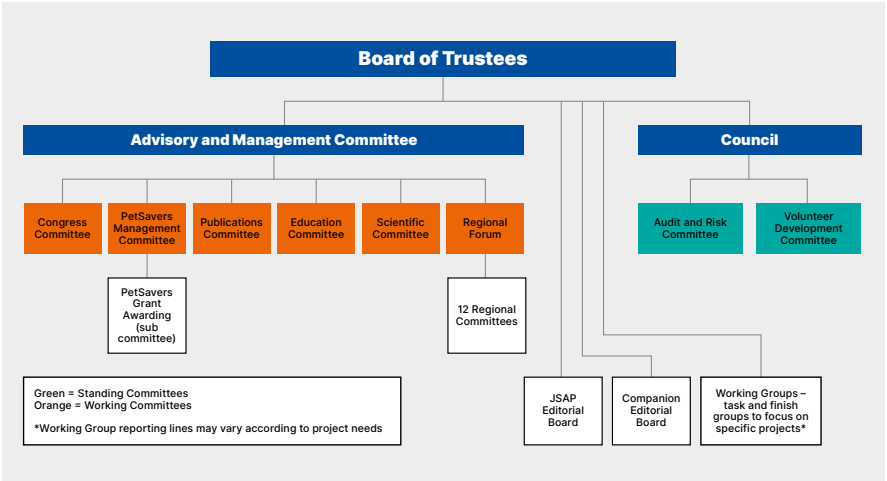 Board of Trustees
Advisory and Management Committee
Council
Congress
Committee
PetSavers
Management
Committee
Publications
Committee
Education
Committee
Scientific
Committee
Regional
Forum
Audit and Risk
Committee
Volunteer
Development
Committee
PetSavers
Grant
Awarding
(sub
committee)
12 Regional
Committees
Green = Standing Committees
Orange = Working Committees
*Working Group reporting lines may vary according to project needs
JSAP
Editorial
Board
Companion
Editorial
Board
Working Groups –
task and finish
groups to focus on
specific projects*